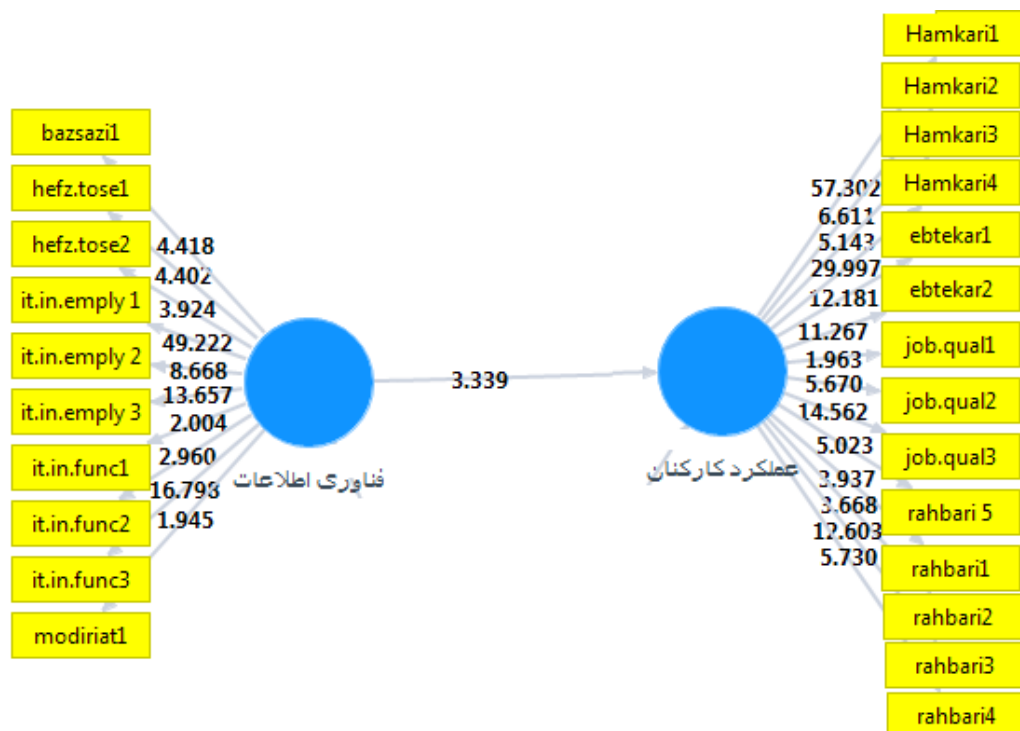 bazsazi1
hefz.tose1
hefz.tose2
it.in.emply 1
it.in.emply 2
it.in.emply 3
it.in.func1
it.in.func2
it.in.func3
modiriat1
4.418
4.402
3.924
49.222
8.668
13.657
2.004
2.960
16.793
1.945
فناوری اطلاعات
3.339
عملکرد کارکنان
57.302
6.611
5.143
29.997
12.181
11.267
1.963
5.670
14.562
5.023
3.937
3.668
12.603
5.730
Hamkari1
Hamkari2
Hamkari3
Hamkari4
ebtekar1
ebtekar2
job.qual1
job.qual2
job.qual3
rahbari 5
rahbari1
rahbari2
rahbari3
rahbari4